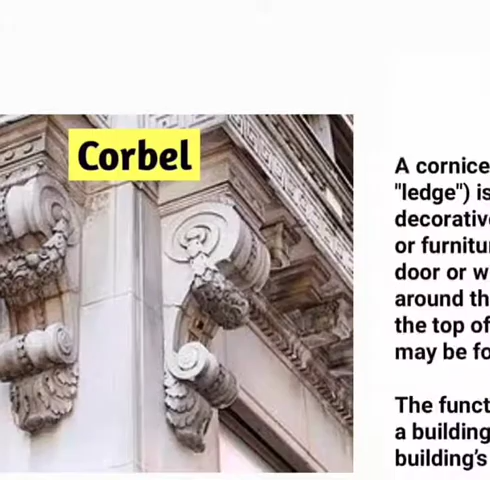 Corbel
A cornice
"ledge") is
decorative
or furnitu
door or w
around th
the top of
may be fo
The funct
a building
building's